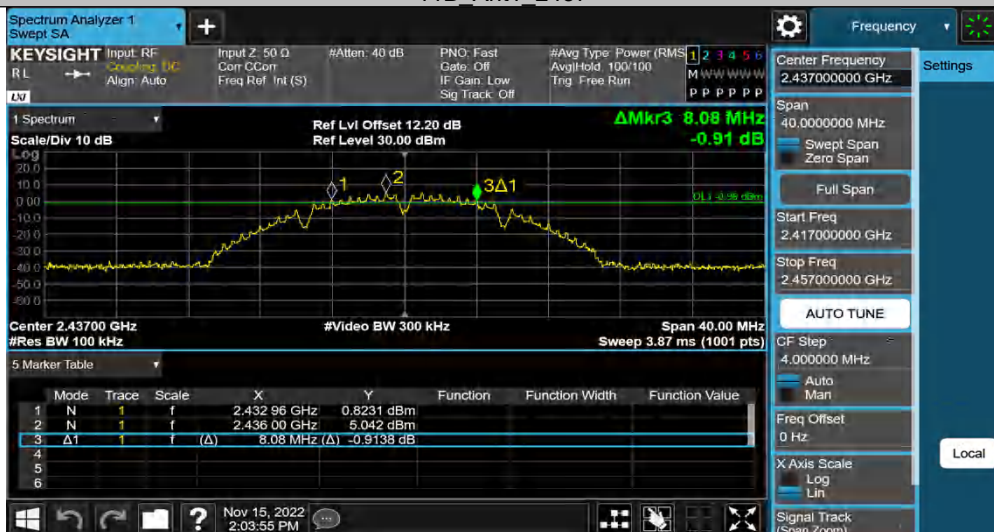 Spectrum Analyzer 1
Swept SA
+
Frequency
KEYSIGHT
Input: RF
Coupling: DC
Align: Auto
Input Z: 50 Ω
Corr CCorr
Freq Ref: Int (S)
#Atten: 40 dB
PNO: Fast
Gate: Off
IF Gain: Low
Sig Track: Off
#Avg Type: Power (RMS
Avg|Hold: 100/100
Trig: Free Run
1 2 3 4 5 6
M W W W W W
P P P P P P
R L
LXI
Center Frequency
2.437000000 GHz
Settings
Span
40.0000000 MHz
Swept Span
Zero Span
Full Span
Start Freq
2.417000000 GHz
Stop Freq
2.457000000 GHz
AUTO TUNE
CF Step
4.000000 MHz
Auto
Man
Freq Offset
0 Hz
X Axis Scale
Log
Lin
Signal Track
(Span Zoom)
Local
1 Spectrum
Scale/Div 10 dB
Ref Lvl Offset 12.20 dB
Ref Level 30.00 dBm
ΔMkr3 8.08 MHz
-0.91 dB
Log
20.0
10.0
0.00
-10.0
-20.0
-30.0
-40.0
-50.0
-60.0
1
2
3Δ1
Center 2.43700 GHz
#Res BW 100 kHz
#Video BW 300 kHz
Span 40.00 MHz
Sweep 3.87 ms (1001 pts)
5 Marker Table
Mode Trace Scale X Y Function Function Width Function Value
1 N 1 f 2.432 96 GHz 0.8231 dBm
2 N 1 f 2.436 00 GHz 5.042 dBm
3 Δ1 1 f (Δ) 8.08 MHz (Δ) -0.9138 dB
4
5
6
?
Nov 15, 2022
2:03:55 PM